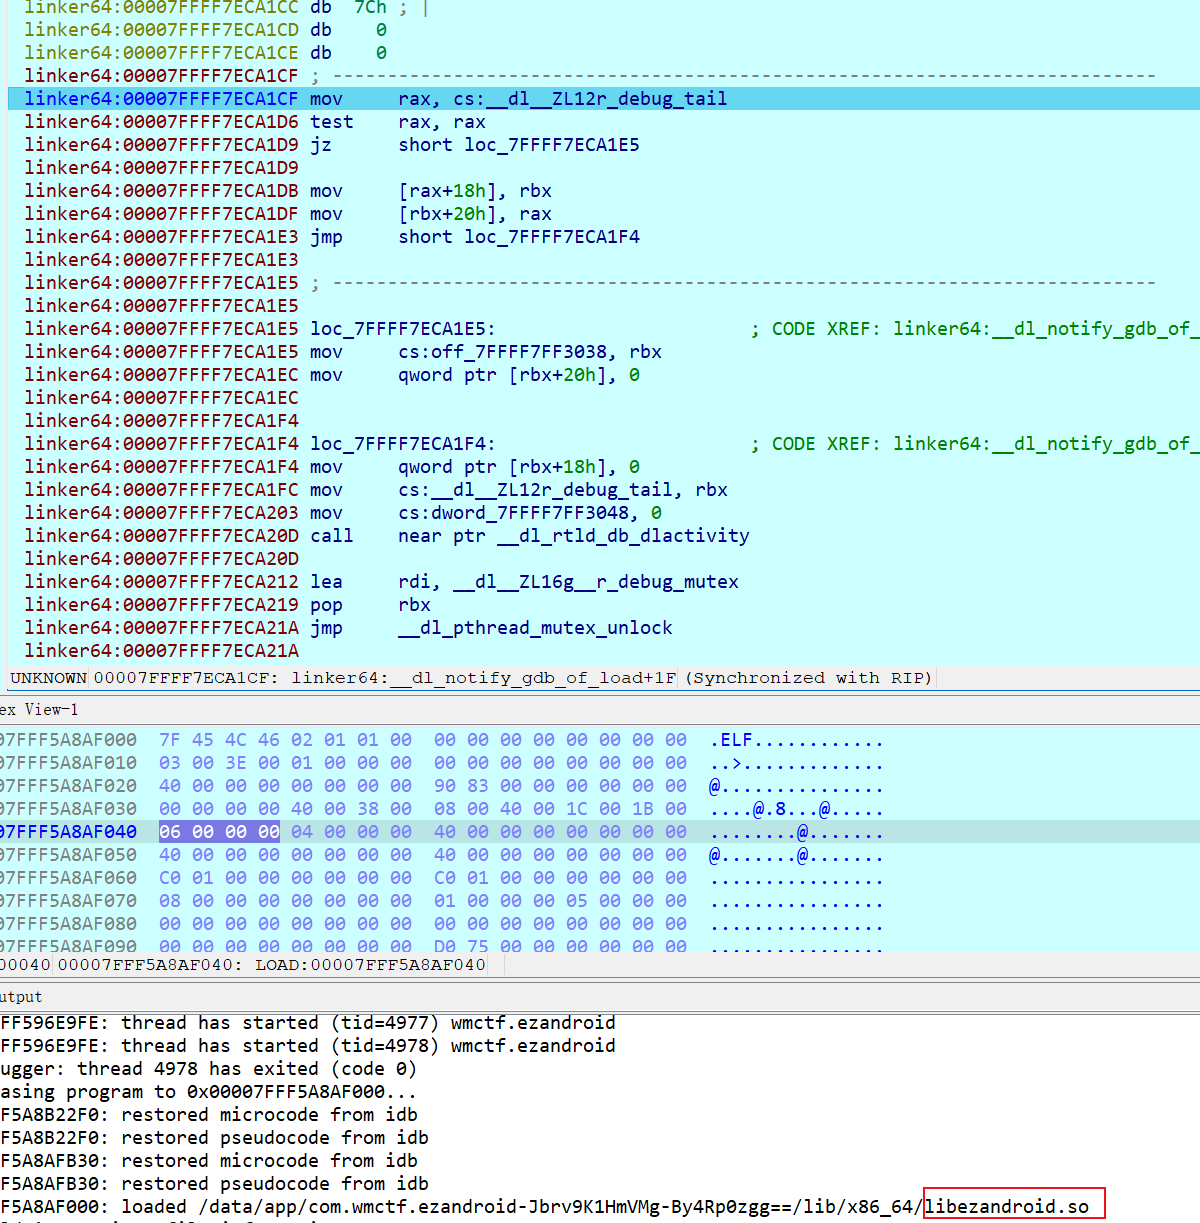 linker64:00007FFFF7ECA1CC db  7Ch ; |
linker64:00007FFFF7ECA1CD db    0
linker64:00007FFFF7ECA1CE db    0
linker64:00007FFFF7ECA1CF ; ---------------------------------------------------------------------------
linker64:00007FFFF7ECA1CF mov     rax, cs:__dl__ZL12r_debug_tail
linker64:00007FFFF7ECA1D6 test    rax, rax
linker64:00007FFFF7ECA1D9 jz      short loc_7FFFF7ECA1E5
linker64:00007FFFF7ECA1D9
linker64:00007FFFF7ECA1DB mov     [rax+18h], rbx
linker64:00007FFFF7ECA1DF mov     [rbx+20h], rax
linker64:00007FFFF7ECA1E3 jmp     short loc_7FFFF7ECA1F4
linker64:00007FFFF7ECA1E3
linker64:00007FFFF7ECA1E5 ; ---------------------------------------------------------------------------
linker64:00007FFFF7ECA1E5
linker64:00007FFFF7ECA1E5 loc_7FFFF7ECA1E5:                       ; CODE XREF: linker64:__dl_notify_gdb_of_
linker64:00007FFFF7ECA1E5 mov     cs:off_7FFFF7FF3038, rbx
linker64:00007FFFF7ECA1EC mov     qword ptr [rbx+20h], 0
linker64:00007FFFF7ECA1EC
linker64:00007FFFF7ECA1F4
linker64:00007FFFF7ECA1F4 loc_7FFFF7ECA1F4:                       ; CODE XREF: linker64:__dl_notify_gdb_of_
linker64:00007FFFF7ECA1F4 mov     qword ptr [rbx+18h], 0
linker64:00007FFFF7ECA1FC mov     cs:__dl__ZL12r_debug_tail, rbx
linker64:00007FFFF7ECA203 mov     cs:dword_7FFFF7FF3048, 0
linker64:00007FFFF7ECA20D call    near ptr __dl_rtld_db_dlactivity
linker64:00007FFFF7ECA20D
linker64:00007FFFF7ECA212 lea     rdi, __dl__ZL16g__r_debug_mutex
linker64:00007FFFF7ECA219 pop     rbx
linker64:00007FFFF7ECA21A jmp     __dl_pthread_mutex_unlock
linker64:00007FFFF7ECA21A
UNKNOWN 00007FFFF7ECA1CF: linker64:__dl_notify_gdb_of_load+1F (Synchronized with RIP)
ex View-1
07FFF5A8AF000  7F 45 4C 46 02 01 01 00  00 00 00 00 00 00 00 00  .ELF............
07FFF5A8AF010  03 00 3E 00 01 00 00 00  00 00 00 00 00 00 00 00  ..>.............
07FFF5A8AF020  40 00 00 00 00 00 00 00  90 83 00 00 00 00 00 00  @...............
07FFF5A8AF030  00 00 00 00 40 00 38 00  08 00 40 00 1C 00 1B 00  ....@.8...@.....
07FFF5A8AF040  06 00 00 00 04 00 00 00  40 00 00 00 00 00 00 00  ........@.......
07FFF5A8AF050  40 00 00 00 00 00 00 00  40 00 00 00 00 00 00 00  @.......@.......
07FFF5A8AF060  C0 01 00 00 00 00 00 00  C0 01 00 00 00 00 00 00  ................
07FFF5A8AF070  08 00 00 00 00 00 00 00  01 00 00 00 05 00 00 00  ................
07FFF5A8AF080  00 00 00 00 00 00 00 00  00 00 00 00 00 00 00 00  ................
07FFF5A8AF090  00 00 00 00 00 00 00 00  D0 75 00 00 00 00 00 00
00040 00007FFF5A8AF040: LOAD:00007FFF5A8AF040
utput
FF596E9FE: thread has started (tid=4977) wmctf.ezandroid
FF596E9FE: thread has started (tid=4978) wmctf.ezandroid
ugger: thread 4978 has exited (code 0)
asing program to 0x00007FFF5A8AF000...
F5A8B22F0: restored microcode from idb
F5A8B22F0: restored pseudocode from idb
F5A8AFB30: restored microcode from idb
F5A8AFB30: restored pseudocode from idb
F5A8AF000: loaded /data/app/com.wmctf.ezandroid-Jbrv9K1HmVMg-By4Rp0zgg==/lib/x86_64/libezandroid.so